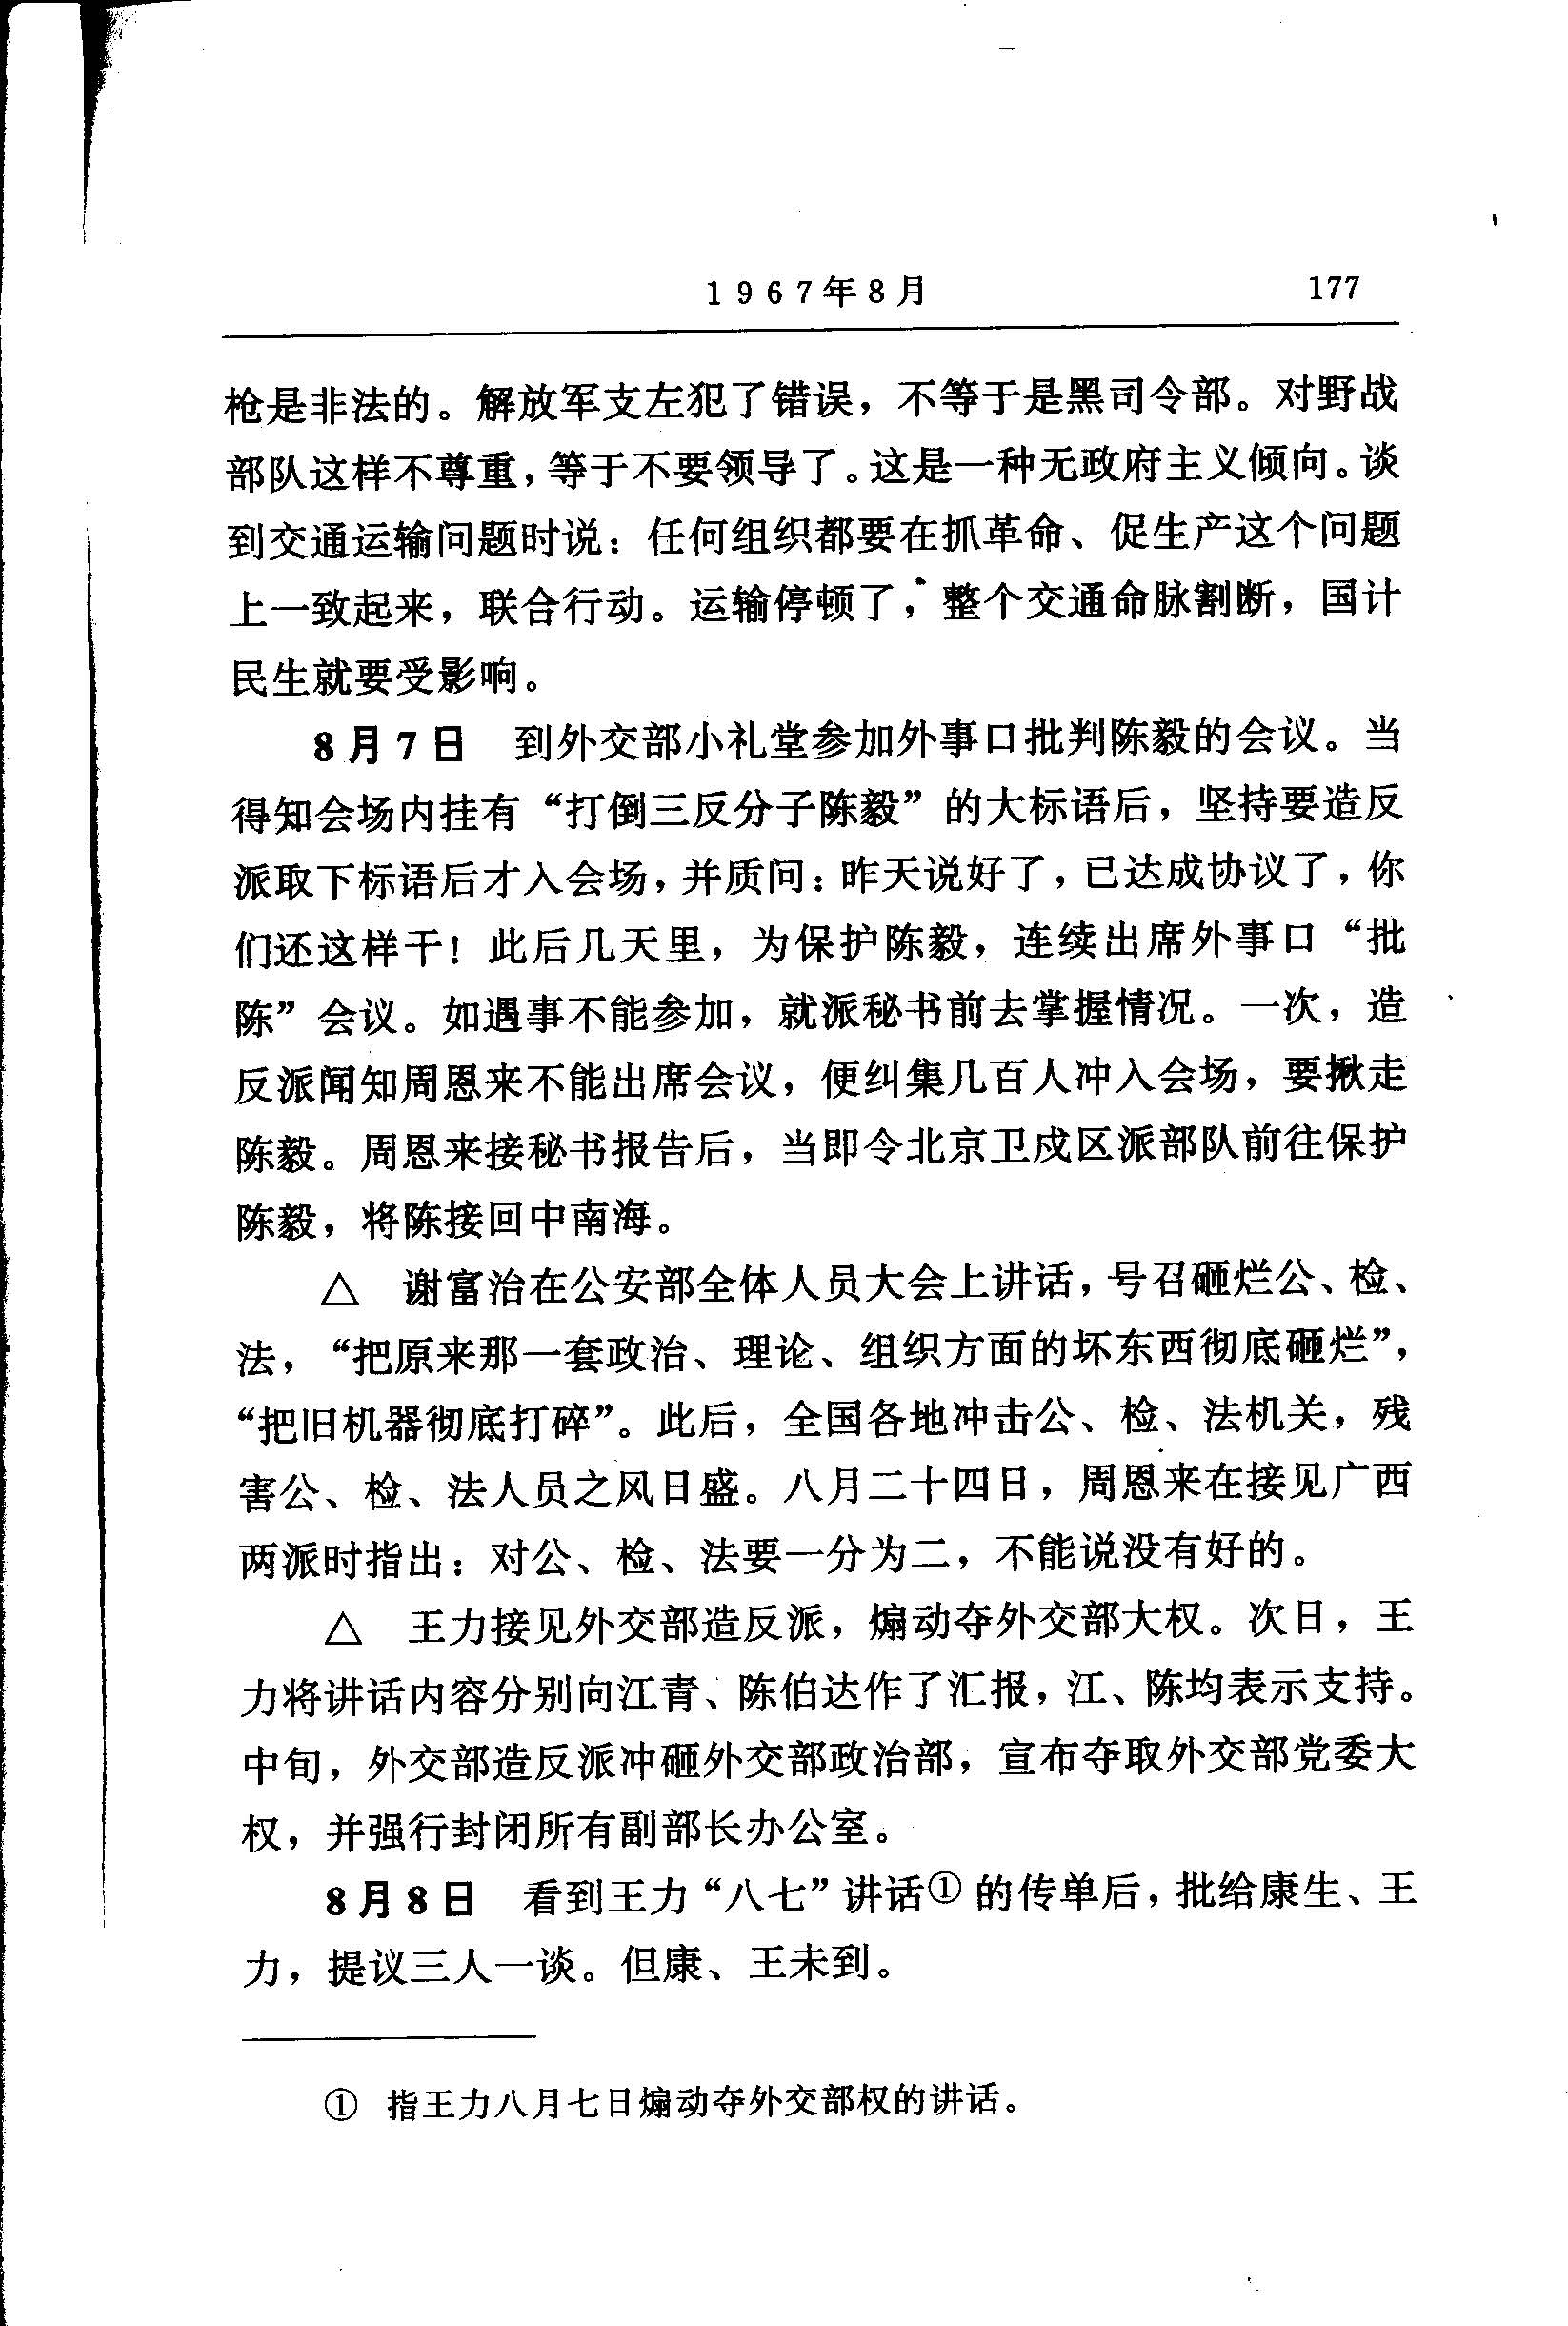 1967年8月 177
枪是非法的。解放军支左犯了错误，不等于是黑司令部。对野战
部队这样不尊重，等于不要领导了。这是一种无政府主义倾向。谈
到交通运输问题时说：任何组织都要在抓革命、促生产这个问题
上一致起来，联合行动。运输停顿了，整个交通命脉割断，国计
民生就要受影响。
8月7日 到外交部小礼堂参加外事口批判陈毅的会议。当
得知会场内挂有“打倒三反分子陈毅”的大标语后，坚持要造反
派取下标语后才入会场，并质问：昨天说好了，已达成协议了，你
们还这样干！此后几天里，为保护陈毅，连续出席外事口“批
陈”会议。如遇事不能参加，就派秘书前去掌握情况。一次，造
反派闻知周恩来不能出席会议，便纠集几百人冲入会场，要揪走
陈毅。周恩来接秘书报告后，当即令北京卫戍区派部队前往保护
陈毅，将陈接回中南海。
△ 谢富治在公安部全体人员大会上讲话，号召砸烂公、检、
法，“把原来那一套政治、理论、组织方面的坏东西彻底砸烂”，
“把旧机器彻底打碎”。此后，全国各地冲击公、检、法机关，残
害公、检、法人员之风日盛。八月二十四日，周恩来在接见广西
两派时指出：对公、检、法要一分为二，不能说没有好的。
△ 王力接见外交部造反派，煽动夺外交部大权。次日，王
力将讲话内容分别向江青、陈伯达作了汇报，江、陈均表示支持。
中旬，外交部造反派冲砸外交部政治部，宣布夺取外交部党委大
权，并强行封闭所有副部长办公室。
8月8日 看到王力“八七”讲话①的传单后，批给康生、王
力，提议三人一谈。但康、王未到。
① 指王力八月七日煽动夺外交部权的讲话。